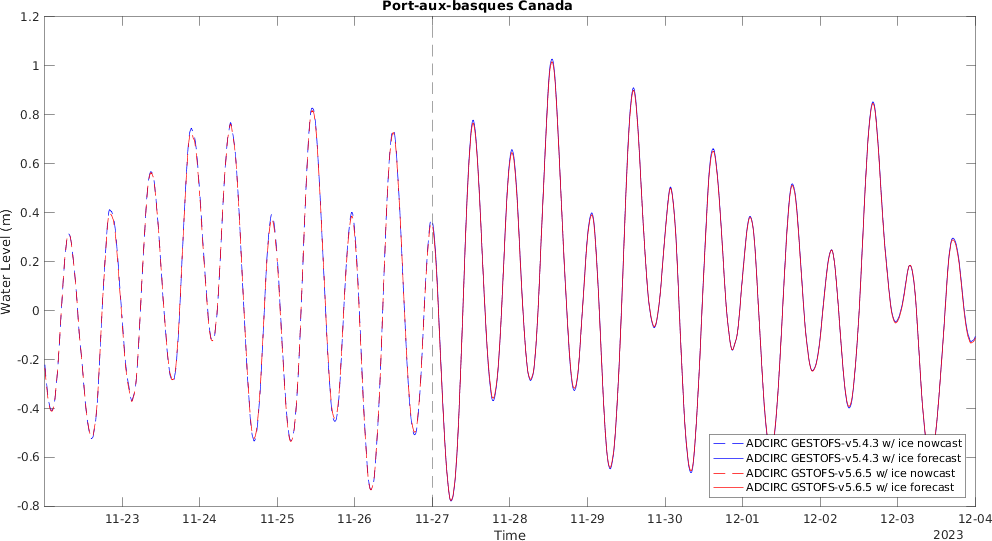 Port-aux-basques Canada
1.2
1
0.8
0.6
0.4
0.2
0
-0.2
-0.4
-0.6
-0.8
Water Level (m)
ADCIRC GESTOFS-v5.4.3 w/ ice nowcast
ADCIRC GESTOFS-v5.4.3 w/ ice forecast
ADCIRC GSTOFS-v5.6.5 w/ ice nowcast
ADCIRC GSTOFS-v5.6.5 w/ ice forecast
11-23 11-24 11-25 11-26 11-27 11-28 11-29 11-30 12-01 12-02 12-03 12-04
Time
2023